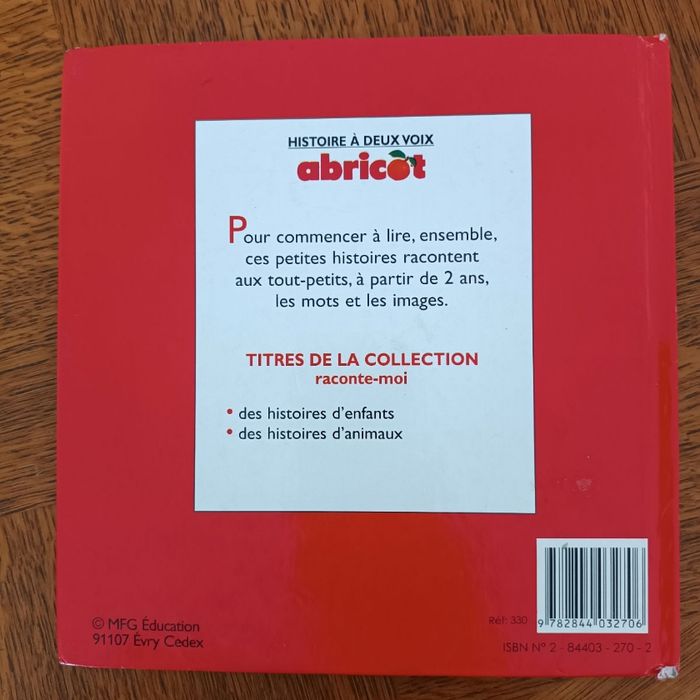 HISTOIRE À DEUX VOIX
abricot
Pour commencer à lire, ensemble,
ces petites histoires racontent
aux tout-petits, à partir de 2 ans,
les mots et les images.
TITRES DE LA COLLECTION
raconte-moi
• des histoires d'enfants
• des histoires d'animaux
© MFG Éducation
91107 Évry Cedex
Réf: 330
9 782844 032706
ISBN N° 2 - 84403 - 270 - 2